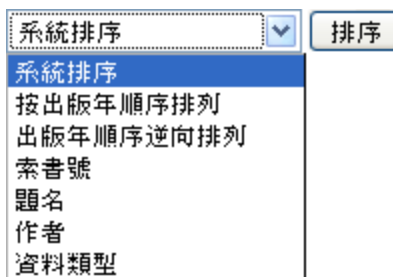 系統排序 排序
系統排序
按出版年順序排列
出版年順序逆向排列
索書號
題名
作者
資料類型